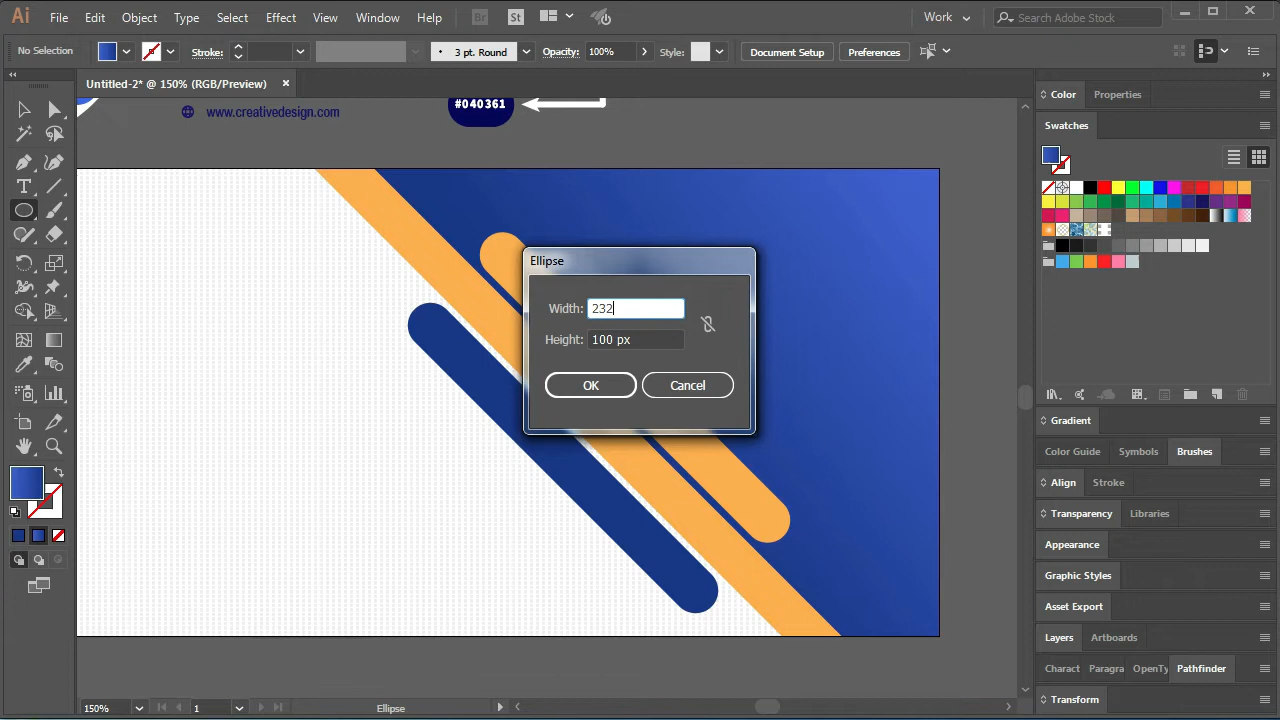 Ai File Edit Object Type Select Effect View Window Help Br St Work Search Adobe Stock
No Selection Stroke: 3 pt. Round Opacity: 100% Style: Document Setup Preferences
Untitled-2* @ 150% (RGB/Preview)
www.creativedesign.com
#040361
Ellipse
Width: 232
Height: 100 px
OK Cancel
Color Properties
Swatches
Gradient
Color Guide Symbols Brushes
Align Stroke
Transparency Libraries
Appearance
Graphic Styles
Asset Export
Layers Artboards
Charact Paragra OpenTy Pathfinder
Transform
150% 1 Ellipse